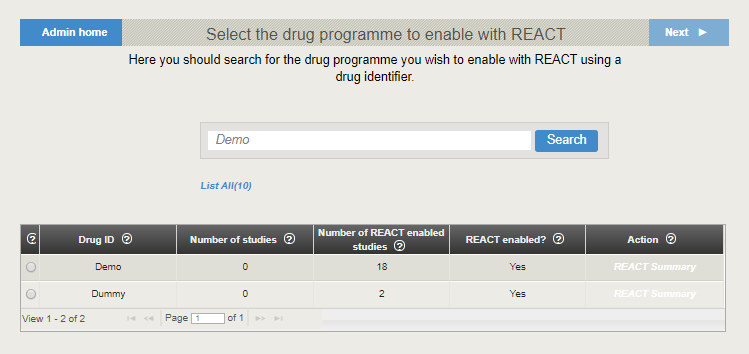 Admin home Select the drug programme to enable with REACT Next
Here you should search for the drug programme you wish to enable with REACT using a
drug identifier.
Demo Search
List All(10)
? Drug ID ? Number of studies ? Number of REACT enabled studies ? REACT enabled? ? Action ?
Demo 0 18 Yes REACT Summary
Dummy 0 2 Yes REACT Summary
View 1 - 2 of 2 Page 1 of 1